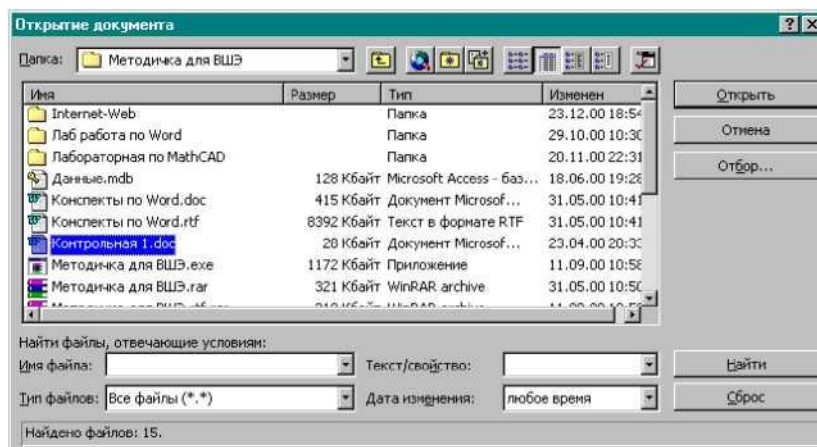 Открытие документа
Папка: Методичка для ВШЭ
Имя Размер Тип Изменен
Internet-Web Папка 23.12.00 18:54
Лаб работа по Word Папка 29.10.00 10:30
Лабораторная по MathCAD Папка 20.11.00 22:31
Данные.mdb 128 Кбайт Microsoft Access - баз... 18.06.00 19:28
Конспекты по Word.doc 415 Кбайт Документ Microsof... 31.05.00 10:41
Конспекты по Word.rtf 8392 Кбайт Текст в формате RTF 31.05.00 10:41
Контрольная 1.doc 28 Кбайт Документ Microsof... 23.04.00 20:33
Методичка для ВШЭ.exe 1172 Кбайт Приложение 11.09.00 10:58
Методичка для ВШЭ.rar 321 Кбайт WinRAR archive 31.05.00 10:50
Открыть
Отмена
Отбор...
Найти файлы, отвечающие условиям:
Имя файла: Текст/свойство: Найти
Тип файлов: Все файлы (*.*) Дата изменения: любое время Сброс
Найдено файлов: 15.